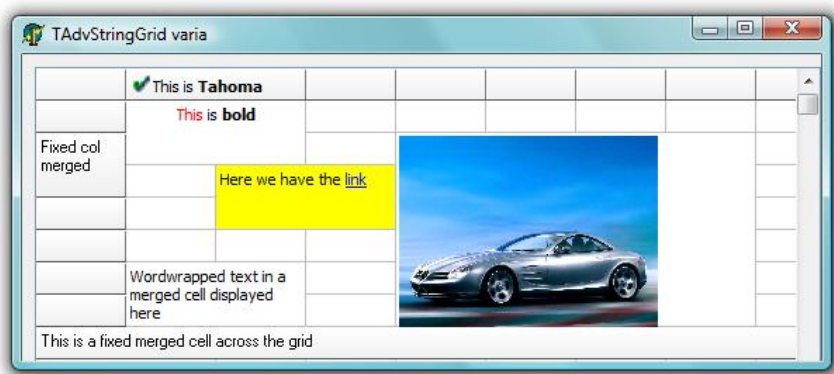 TAdvStringGrid varia
This is Tahoma
This is bold
Fixed col
merged
Here we have the link
Wordwrapped text in a
merged cell displayed
here
This is a fixed merged cell across the grid